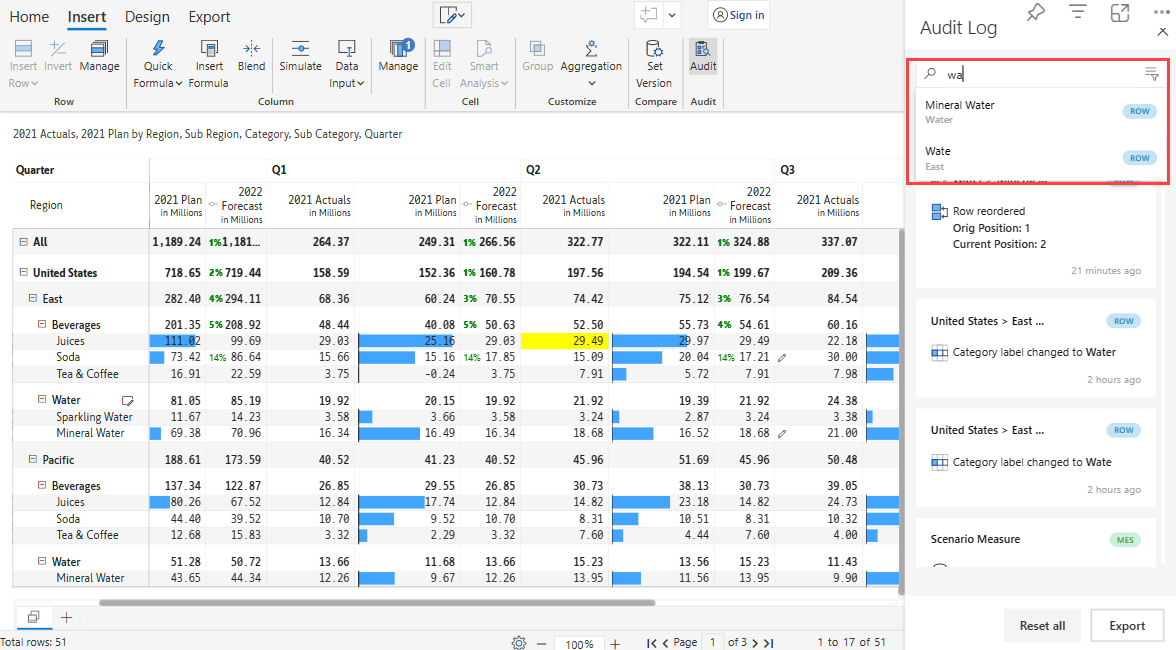 Home Insert Design Export
Sign in
Insert Row Invert Manage
Row
Quick Formula Insert Formula Blend Simulate Data Input
Column
Manage 1
Edit Cell Smart Analysis
Cell
Group Aggregation
Customize
Set Version
Compare
Audit
Audit
2021 Actuals, 2021 Plan by Region, Sub Region, Category, Sub Category, Quarter
Quarter Q1 Q2 Q3
Region 2021 Plan in Millions 2022 Forecast in Millions 2021 Actuals in Millions 2021 Plan in Millions 2022 Forecast in Millions 2021 Actuals in Millions 2021 Plan in Millions 2022 Forecast in Millions 2021 Actuals in Millions
All 1,189.24 1% 1,181... 264.37 249.31 1% 266.56 322.77 322.11 1% 324.88 337.07
United States 718.65 2% 719.44 158.59 152.36 1% 160.78 197.56 194.54 1% 199.67 209.36
East 282.40 4% 294.11 68.36 60.24 3% 70.55 74.42 75.12 3% 76.54 84.54
Beverages 201.35 5% 208.92 48.44 40.08 5% 50.63 52.50 55.73 4% 54.61 60.16
Juices 111.02 99.69 29.03 25.16 29.03 29.49 29.97 29.49 22.18
Soda 73.42 14% 86.64 15.66 15.16 14% 17.85 15.09 20.04 14% 17.21 30.00
Tea & Coffee 16.91 22.59 3.75 -0.24 3.75 7.91 5.72 7.91 7.98
Water 81.05 85.19 19.92 20.15 19.92 21.92 19.39 21.92 24.38
Sparkling Water 11.67 14.23 3.58 3.66 3.58 3.24 2.87 3.24 3.38
Mineral Water 69.38 70.96 16.34 16.49 16.34 18.68 16.52 18.68 21.00
Pacific 188.61 173.59 40.52 41.23 40.52 45.96 51.69 45.96 50.48
Beverages 137.34 122.87 26.85 29.55 26.85 30.73 38.13 30.73 39.05
Juices 80.26 67.52 12.84 17.74 12.84 14.82 23.18 14.82 24.73
Soda 44.40 39.52 10.70 9.52 10.70 8.31 10.51 8.31 10.32
Tea & Coffee 12.68 15.83 3.32 2.29 3.32 7.60 4.44 7.60 4.00
Water 51.28 50.72 13.66 11.68 13.66 15.23 13.56 15.23 11.43
Mineral Water 43.65 44.34 12.26 9.67 12.26 13.95 11.56 13.95 9.90
Total rows: 51
100%
Page 1 of 3
1 to 17 of 51
Audit Log
wa
Mineral Water ROW
Water
Wate ROW
East
Row reordered
Orig Position: 1
Current Position: 2
21 minutes ago
United States > East ... ROW
Category label changed to Water
2 hours ago
United States > East ... ROW
Category label changed to Wate
2 hours ago
Scenario Measure MES
Reset all Export